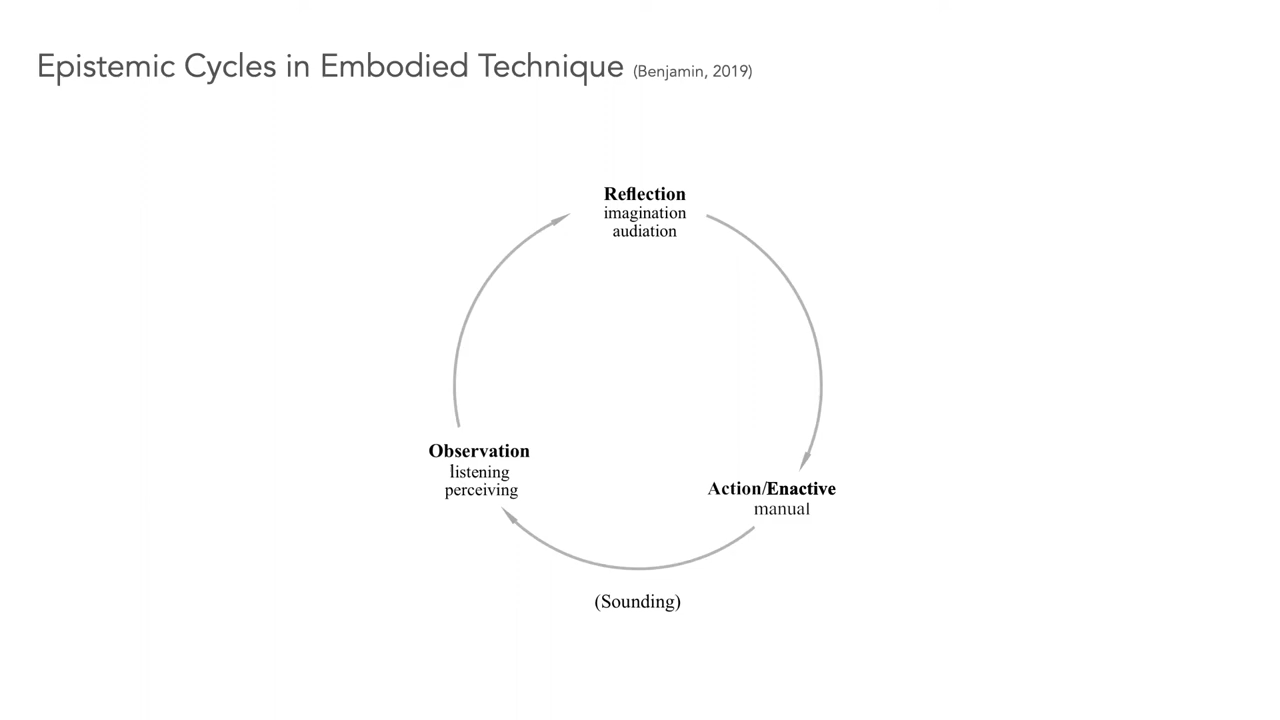 Epistemic Cycles in Embodied Technique (Benjamin, 2019)
Reflection
imagination
audiation
Observation
listening
perceiving
Action/Enactive
manual
(Sounding)